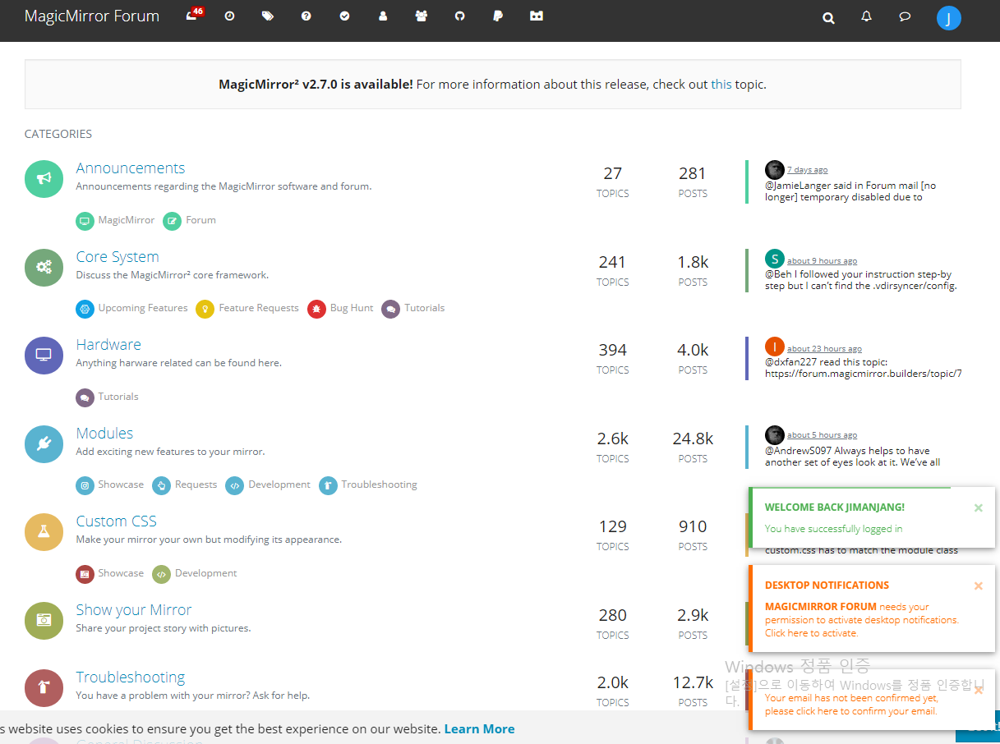 MagicMirror Forum
46
J
MagicMirror² v2.7.0 is available! For more information about this release, check out this topic.
CATEGORIES
Announcements
Announcements regarding the MagicMirror software and forum.
MagicMirror
Forum
27
TOPICS
281
POSTS
7 days ago
@JamieLanger said in Forum mail [no
longer] temporary disabled due to
Core System
Discuss the MagicMirror² core framework.
Upcoming Features
Feature Requests
Bug Hunt
Tutorials
241
TOPICS
1.8k
POSTS
S
about 9 hours ago
@Beh I followed your instruction step-by
step but I can't find the .vdirsyncer/config.
Hardware
Anything harware related can be found here.
Tutorials
394
TOPICS
4.0k
POSTS
I
about 23 hours ago
@dxfan227 read this topic:
https://forum.magicmirror.builders/topic/7
Modules
Add exciting new features to your mirror.
Showcase
Requests
Development
Troubleshooting
2.6k
TOPICS
24.8k
POSTS
about 5 hours ago
@AndrewS097 Always helps to have
another set of eyes look at it. We've all
Custom CSS
Make your mirror your own but modifying its appearance.
Showcase
Development
129
TOPICS
910
POSTS
WELCOME BACK JIMANJANG!
You have successfully logged in
custom.css has to match the module class
Show your Mirror
Share your project story with pictures.
280
TOPICS
2.9k
POSTS
DESKTOP NOTIFICATIONS
MAGICMIRROR FORUM needs your
permission to activate desktop notifications.
Click here to activate.
Troubleshooting
You have a problem with your mirror? Ask for help.
2.0k
TOPICS
12.7k
POSTS
Windows 정품 인증
[설정]으로 이동하여 Windows를 정품 인증합니
다.
Your email has not been confirmed yet,
please click here to confirm your email.
s website uses cookies to ensure you get the best experience on our website. Learn More
General Discussion